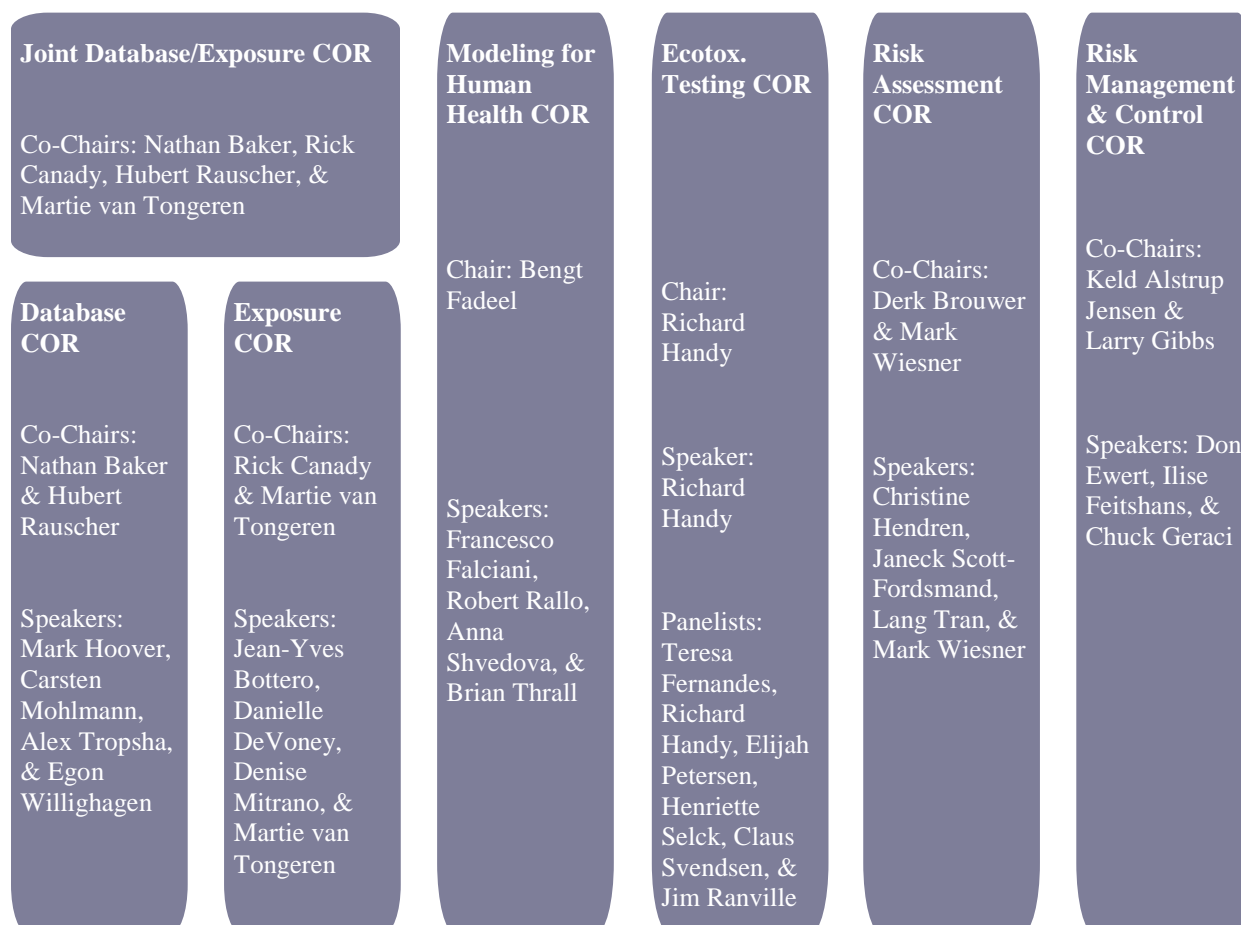 Joint Database/Exposure COR
Co-Chairs: Nathan Baker, Rick
Canady, Hubert Rauscher, &
Martie van Tongeren
Database
COR
Co-Chairs:
Nathan Baker
& Hubert
Rauscher
Speakers:
Mark Hoover,
Carsten
Mohlmann,
Alex Tropsha,
& Egon
Willighagen
Exposure
COR
Co-Chairs:
Rick Canady
& Martie van
Tongeren
Speakers:
Jean-Yves
Bottero,
Danielle
DeVoney,
Denise
Mitrano, &
Martie van
Tongeren
Modeling for
Human
Health COR
Chair: Bengt
Fadeel
Speakers:
Francesco
Falciani,
Robert Rallo,
Anna
Shvedova, &
Brian Thrall
Ecotox.
Testing COR
Chair:
Richard
Handy
Speaker:
Richard
Handy
Panelists:
Teresa
Fernandes,
Richard
Handy, Elijah
Petersen,
Henriette
Selck, Claus
Svendsen, &
Jim Ranville
Risk
Assessment
COR
Co-Chairs:
Derk Brouwer
& Mark
Wiesner
Speakers:
Christine
Hendren,
Janeck Scott-
Fordsmand,
Lang Tran, &
Mark Wiesner
Risk
Management
& Control
COR
Co-Chairs:
Keld Alstrup
Jensen &
Larry Gibbs
Speakers: Don
Ewert, Ilise
Feitshans, &
Chuck Geraci